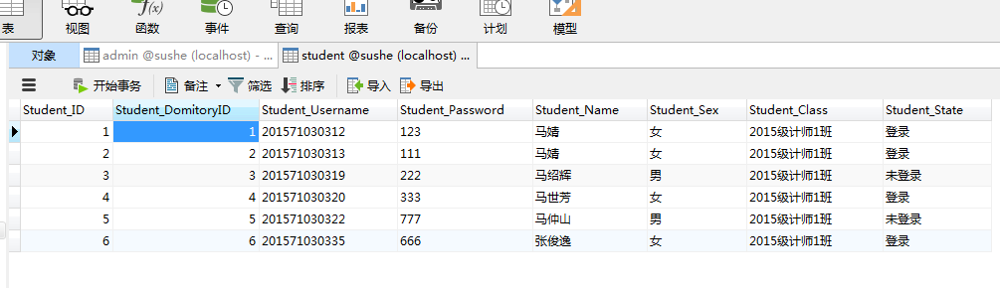 表 视图 函数 事件 查询 报表 备份 计划 模型
对象 admin @sushe (localhost) - ... student @sushe (localhost) ...
开始事务 备注 筛选 排序 导入 导出
Student_ID Student_DomitoryID Student_Username Student_Password Student_Name Student_Sex Student_Class Student_State
1 1 201571030312 123 马婧 女 2015级计师1班 登录
2 2 201571030313 111 马婧 女 2015级计师1班 登录
3 3 201571030319 222 马绍辉 男 2015级计师1班 未登录
4 4 201571030320 333 马世芳 女 2015级计师1班 登录
5 5 201571030322 777 马仲山 男 2015级计师1班 未登录
6 6 201571030335 666 张俊逸 女 2015级计师1班 登录